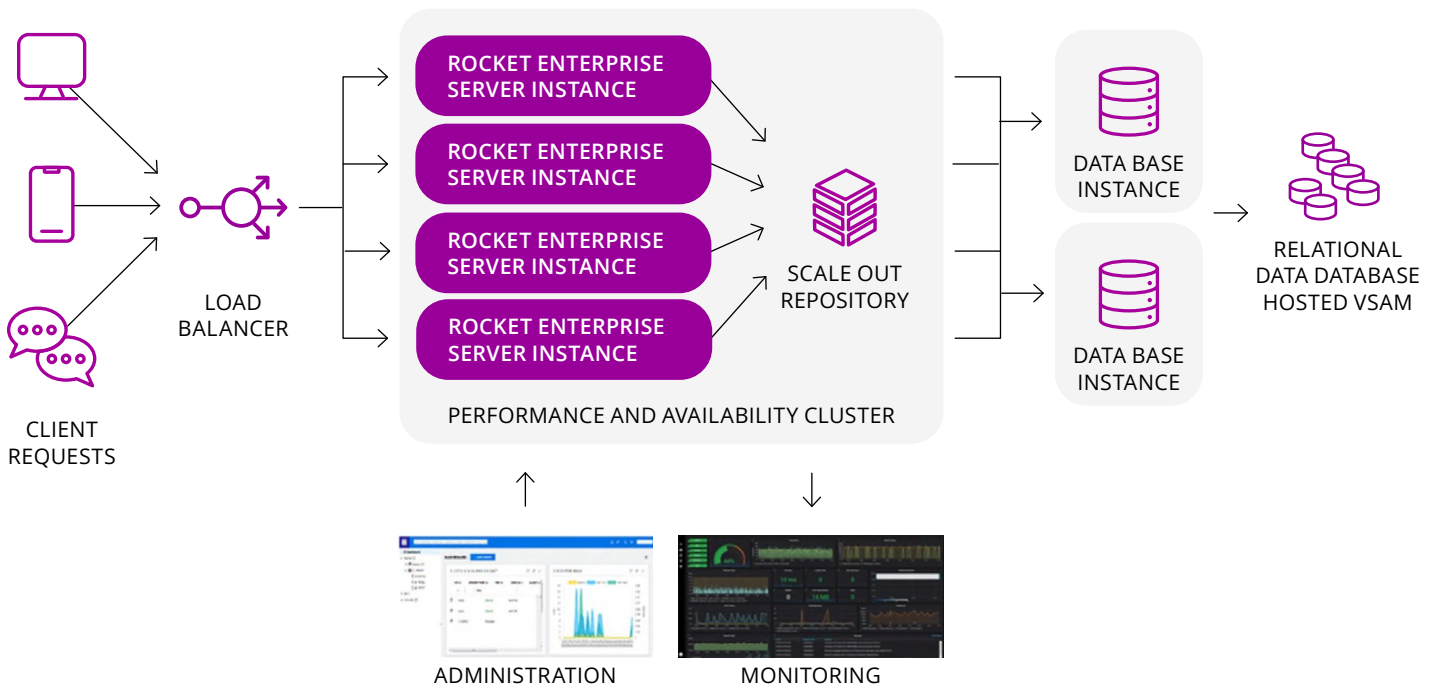 CLIENT
REQUESTS
LOAD
BALANCER
ROCKET ENTERPRISE
SERVER INSTANCE
ROCKET ENTERPRISE
SERVER INSTANCE
ROCKET ENTERPRISE
SERVER INSTANCE
ROCKET ENTERPRISE
SERVER INSTANCE
SCALE OUT
REPOSITORY
PERFORMANCE AND AVAILABILITY CLUSTER
DATA BASE
INSTANCE
DATA BASE
INSTANCE
RELATIONAL
DATA DATABASE
HOSTED VSAM
ADMINISTRATION
MONITORING